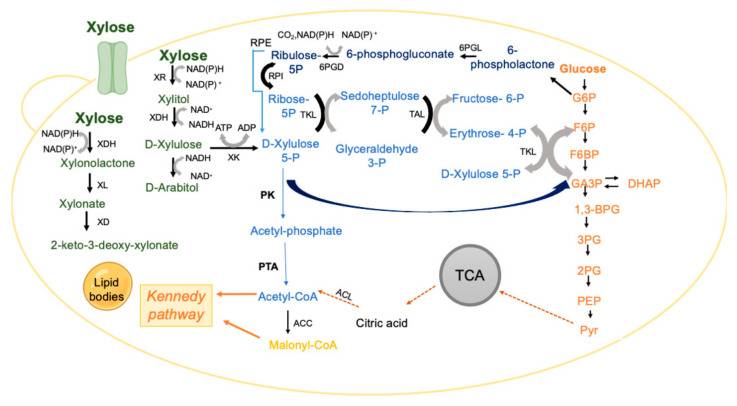 Xylose
Xylose
XR
NAD(P)H
NAD(P)+
Xylitol
XDH
NAD+
NADH
D-Xylulose
NADH
NAD+
D-Arabitol
ATP
ADP
XK
Xylose
NAD(P)H
NAD(P)+
XDH
Xylonolactone
XL
Xylonate
XD
2-keto-3-deoxy-xylonate
RPE
CO2,NAD(P)H
NAD(P)+
Ribulose-
5P
6PGD
6-phosphogluconate
6PGL
6-
phospholactone
RPI
Ribose-
5P
TKL
D-Xylulose
5-P
Sedoheptulose
7-P
Glyceraldehyde
3-P
TAL
Fructose- 6-P
Erythrose- 4-P
D-Xylulose 5-P
TKL
Glucose
G6P
F6P
F6BP
GA3P
DHAP
1,3-BPG
3PG
2PG
PEP
Pyr
PK
Acetyl-phosphate
PTA
Acetyl-CoA
ACL
Citric acid
TCA
ACC
Malonyl-CoA
Kennedy
pathway
Lipid
bodies